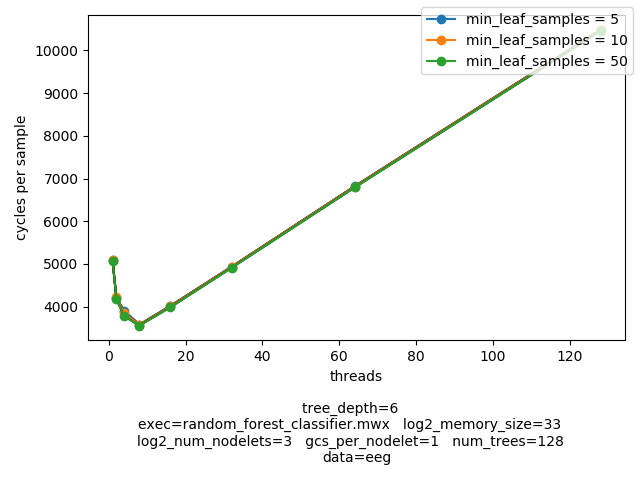 min_leaf_samples = 5
min_leaf_samples = 10
min_leaf_samples = 50
10000
9000
8000
7000
6000
5000
4000
cycles per sample
0 20 40 60 80 100 120
threads
tree_depth=6
exec=random_forest_classifier.mwx log2_memory_size=33
log2_num_nodelets=3 gcs_per_nodelet=1 num_trees=128
data=eeg